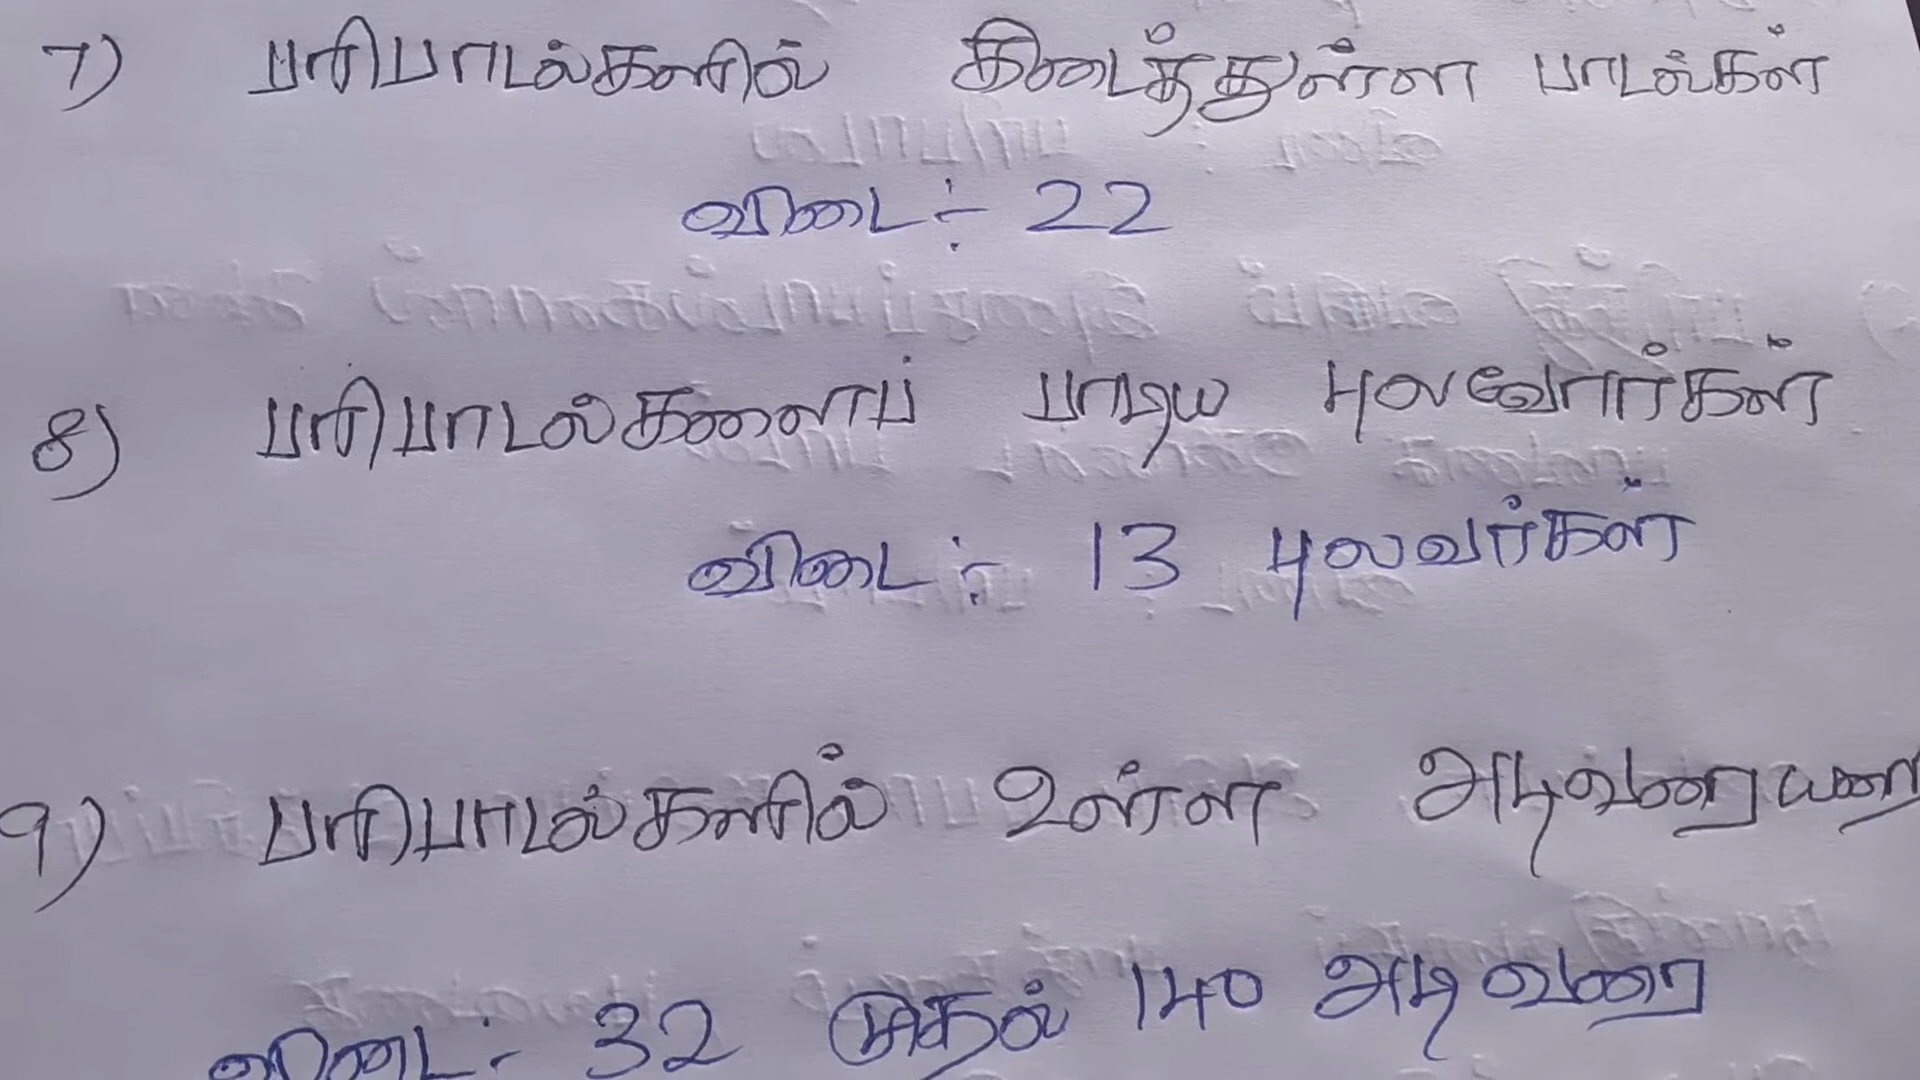 7) பரிபாடல்களில் கிடைத்துள்ள பாடல்கள்
விடை :- 22
8) பரிபாடல்களைப் பாடிய புலவோர்கள்
விடை :- 13 புலவர்கள்
9) பரிபாடல்களில் உள்ள அடிவரையறை
விடை :- 32 முதல் 140 அடி வரை